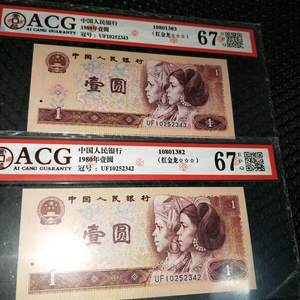 ACG
AI CANG GUARANTY
中国人民银行
1980年壹圆
冠号：UF10252343
10801383
（红金龙☆☆☆）
67
中国人民银行
壹圆
1
UF10252343
1
ACG
AI CANG GUARANTY
中国人民银行
1980年壹圆
冠号：UF10252342
10801382
（红金龙☆☆☆）
67
中国人民银行
壹圆
1
UF10252342
1